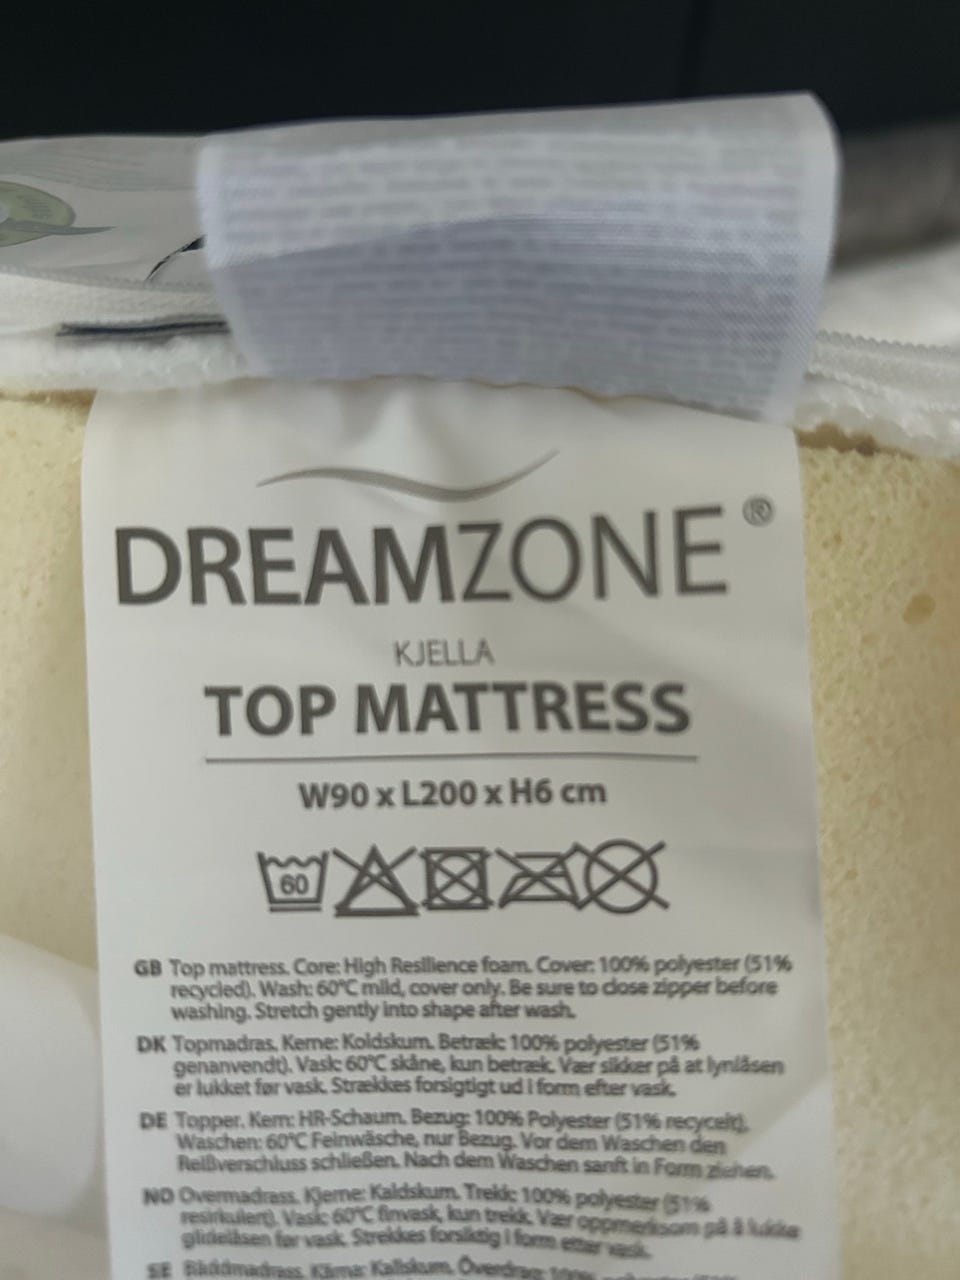 DREAMZONE®
KJELLA
TOP MATTRESS
W90 x L200 x H6 cm
60
GB Top mattress. Core: High Resilience foam. Cover: 100% polyester (51%
recycled). Wash: 60°C mild, cover only. Be sure to close zipper before
washing. Stretch gently into shape after wash.
DK Topmadras. Kerne: Koldskum. Betræk: 100% polyester (51%
genanvendt). Vask: 60°C skåne, kun betræk. Vær sikker på at lynlåsen
er lukket før vask. Strækkes forsigtigt ud i form efter vask.
DE Topper. Kern: HR-Schaum. Bezug: 100% Polyester (51% recycelt).
Waschen: 60°C Feinwäsche, nur Bezug. Vor dem Waschen den
Reißverschluss schließen. Nach dem Waschen sanft in Form ziehen.
NO Overmadrass. Kjerne: Kaldskum. Trekk: 100% polyester (51%
resirkulert). Vask: 60°C finvask, kun trekk. Vær oppmerksom på å lukke
glidelåsen før vask. Strekkes forsiktig i form etter vask.
SE Bäddmadrass. Kärna: Kallskum. Överdrag: 100%